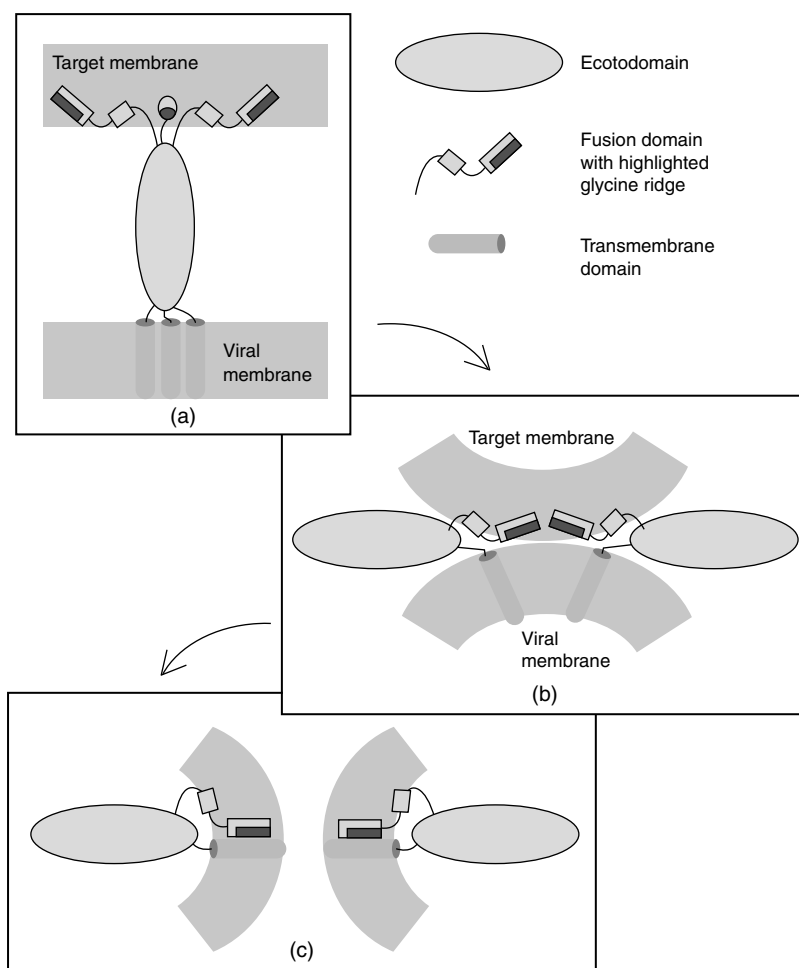 Target membrane
Viral
membrane
(a)
Ecotodomain
Fusion domain
with highlighted
glycine ridge
Transmembrane
domain
Target membrane
Viral
membrane
(b)
(c)